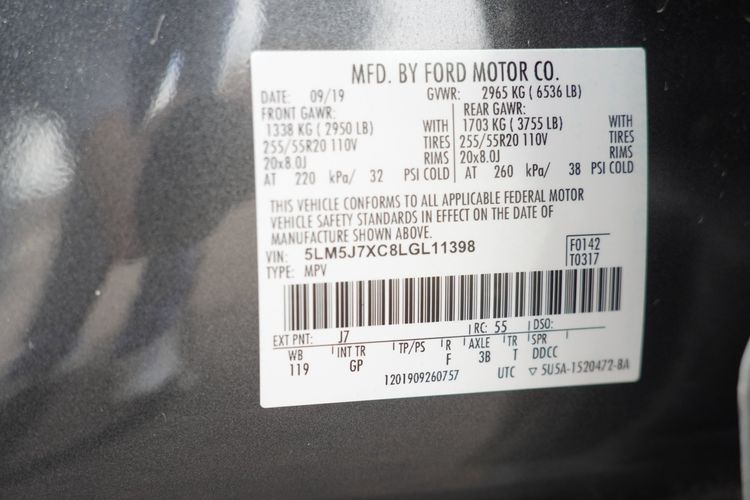 MFD. BY FORD MOTOR CO.
DATE: 09/19 GVWR: 2965 KG ( 6536 LB)
FRONT GAWR: REAR GAWR:
1338 KG ( 2950 LB) WITH 1703 KG ( 3755 LB) WITH
255/55R20 110V TIRES 255/55R20 110V TIRES
20x8.0J RIMS 20x8.0J RIMS
AT 220 kPa/ 32 PSI COLD AT 260 kPa/ 38 PSI COLD
THIS VEHICLE CONFORMS TO ALL APPLICABLE FEDERAL MOTOR
VEHICLE SAFETY STANDARDS IN EFFECT ON THE DATE OF
MANUFACTURE SHOWN ABOVE.
VIN: 5LM5J7XC8LGL11398 F0142
TYPE: MPV T0317
EXT PNT: J7 RC: 55 DSO:
WB INT TR TP/PS R AXLE TR SPR
119 GP F 3B T DDCC
1201909260757 UTC ▽ 5U5A-1520472-BA